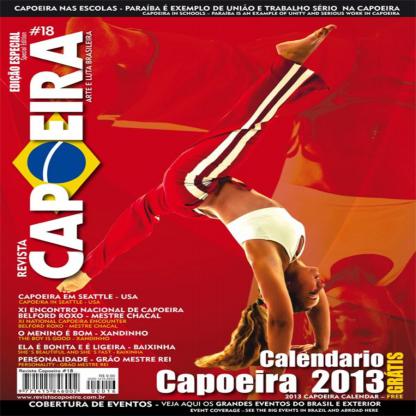 CAPOEIRA NAS ESCOLAS - PARAÍBA É EXEMPLO DE UNIÃO E TRABALHO SÉRIO NA CAPOEIRA
CAPOEIRA IN SCHOOLS - PARAIBA IS AN EXAMPLE OF UNITY AND SERIOUS WORK IN CAPOEIRA
EDIÇÃO ESPECIAL
Special Edition
#18
REVISTA
CAPOEIRA
ARTE E LUTA BRASILEIRA
CAPOEIRA EM SEATTLE - USA
CAPOEIRA IN SEATTLE - USA
XI ENCONTRO NACIONAL DE CAPOEIRA
BELFORD ROXO - MESTRE CHACAL
XI NATIONAL CAPOEIRA ENCOUNTER
BELFORD ROXO - MESTRE CHACAL
O MENINO É BOM - XANDINHO
THE BOY IS GOOD - XANDINHO
ELA É BONITA E É LIGEIRA - BAIXINHA
SHE'S BEAUTIFUL AND SHE'S FAST - BAIXINHA
PERSONALIDADE - GRÃO MESTRE REI
PERSONALITY - GRÃO MESTRE REI
Revista Capoeira #18
www.revistacapoeira.com.br
Calendario
Capoeira 2013
GRÁTIS
2013 CAPOEIRA CALENDAR - FREE
COBERTURA DE EVENTOS - VEJA AQUI OS GRANDES EVENTOS DO BRASIL E EXTERIOR
EVENT COVERAGE - SEE THE BIG EVENTS IN BRAZIL AND ABROAD HERE